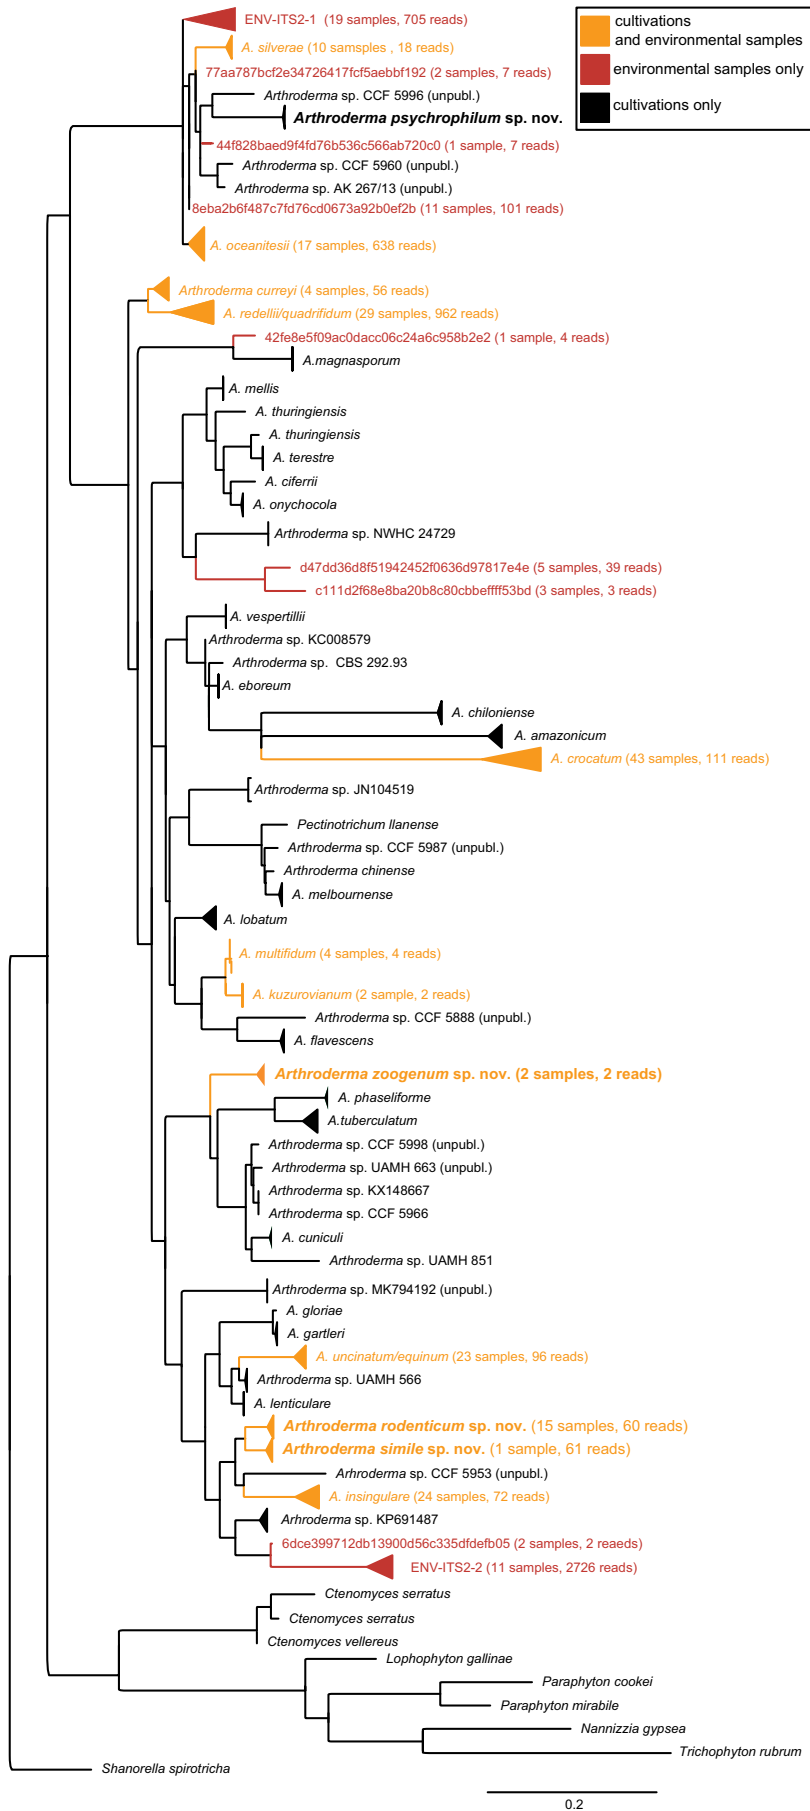 ENV-ITS2-1 (19 samples, 705 reads)
cultivations
and environmental samples
environmental samples only
cultivations only
A. silverae (10 samsples , 18 reads)
77aa787bcf2e34726417fcf5aebbf192 (2 samples, 7 reads)
Arthroderma sp. CCF 5996 (unpubl.)
Arthroderma psychrophilum sp. nov.
44f828baed9f4fd76b536c566ab720c0 (1 sample, 7 reads)
Arthroderma sp. CCF 5960 (unpubl.)
Arthroderma sp. AK 267/13 (unpubl.)
8eba2b6f487c7fd76cd0673a92b0ef2b (11 samples, 101 reads)
A. oceanitesii (17 samples, 638 reads)
Arthroderma curreyi (4 samples, 56 reads)
A. redellii/quadrifidum (29 samples, 962 reads)
42fe8e5f09ac0dacc06c24a6c958b2e2 (1 sample, 4 reads)
A.magnasporum
A. mellis
A. thuringiensis
A. thuringiensis
A. terestre
A. ciferrii
A. onychocola
Arthroderma sp. NWHC 24729
d47dd36d8f51942452f0636d97817e4e (5 samples, 39 reads)
c111d2f68e8ba20b8c80cbbeffff53bd (3 samples, 3 reads)
A. vespertilii
Arthroderma sp. KC008579
Arthroderma sp. CBS 292.93
A. eboreum
A. chiloniense
A. amazonicum
A. crocatum (43 samples, 111 reads)
Arthroderma sp. JN104519
Pectinotrichum llanense
Arthroderma sp. CCF 5987 (unpubl.)
Arthroderma chinense
A. melbournense
A. lobatum
A. multifidum (4 samples, 4 reads)
A. kuzurovianum (2 sample, 2 reads)
Arthroderma sp. CCF 5888 (unpubl.)
A. flavescens
Arthroderma zoogenum sp. nov. (2 samples, 2 reads)
A. phaseliforme
A.tuberculatum
Arthroderma sp. CCF 5998 (unpubl.)
Arthroderma sp. UAMH 663 (unpubl.)
Arthroderma sp. KX148667
Arthroderma sp. CCF 5966
A. cuniculi
Arthroderma sp. UAMH 851
Arthroderma sp. MK794192 (unpubl.)
A. gloriae
A. gartleri
A. uncinatum/equinum (23 samples, 96 reads)
Arthroderma sp. UAMH 566
A. lenticulare
Arthroderma rodenticum sp. nov. (15 samples, 60 reads)
Arthroderma simile sp. nov. (1 sample, 61 reads)
Arhroderma sp. CCF 5953 (unpubl.)
A. insingulare (24 samples, 72 reads)
Arhroderma sp. KP691487
6dce399712db13900d56c335dfdefb05 (2 samples, 2 reaeds)
ENV-ITS2-2 (11 samples, 2726 reads)
Ctenomyces serratus
Ctenomyces serratus
Ctenomyces vellereus
Lophophyton gallinae
Paraphyton cookei
Paraphyton mirabile
Nannizzia gypsea
Trichophyton rubrum
Shanorella spirotricha
0.2